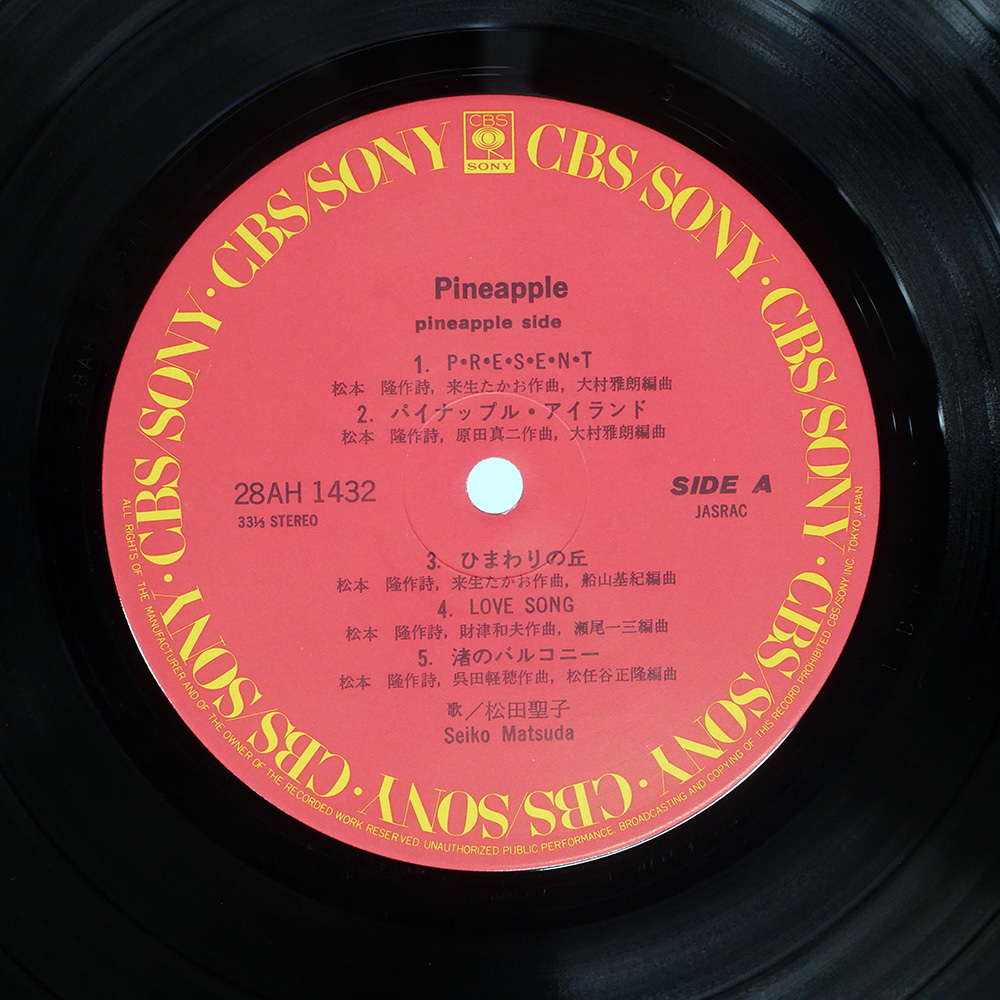 CBS
SONY
CBS/SONY · CBS/SONY · CBS/SONY · CBS/SONY · CBS/SONY · CBS/SONY · CBS/SONY · CBS/SONY
Pineapple
pineapple side
1. P•R•E•S•E•N•T
松本 隆作詩, 来生たかお作曲, 大村雅朗編曲
2. パイナップル・アイランド
松本 隆作詩, 原田真二作曲, 大村雅朗編曲
28AH 1432
33⅓ STEREO
SIDE A
JASRAC
3. ひまわりの丘
松本 隆作詩, 来生たかお作曲, 船山基紀編曲
4. LOVE SONG
松本 隆作詩, 財津和夫作曲, 瀬尾一三編曲
5. 渚のバルコニー
松本 隆作詩, 呉田軽穂作曲, 松任谷正隆編曲
歌／松田聖子
Seiko Matsuda
ALL RIGHTS OF THE MANUFACTURER AND OF THE OWNER OF THE RECORDED WORK RESERVED UNAUTHORIZED PUBLIC PERFORMANCE BROADCASTING AND COPYING OF THIS RECORD PROHIBITED CBS/SONY INC TOKYO JAPAN